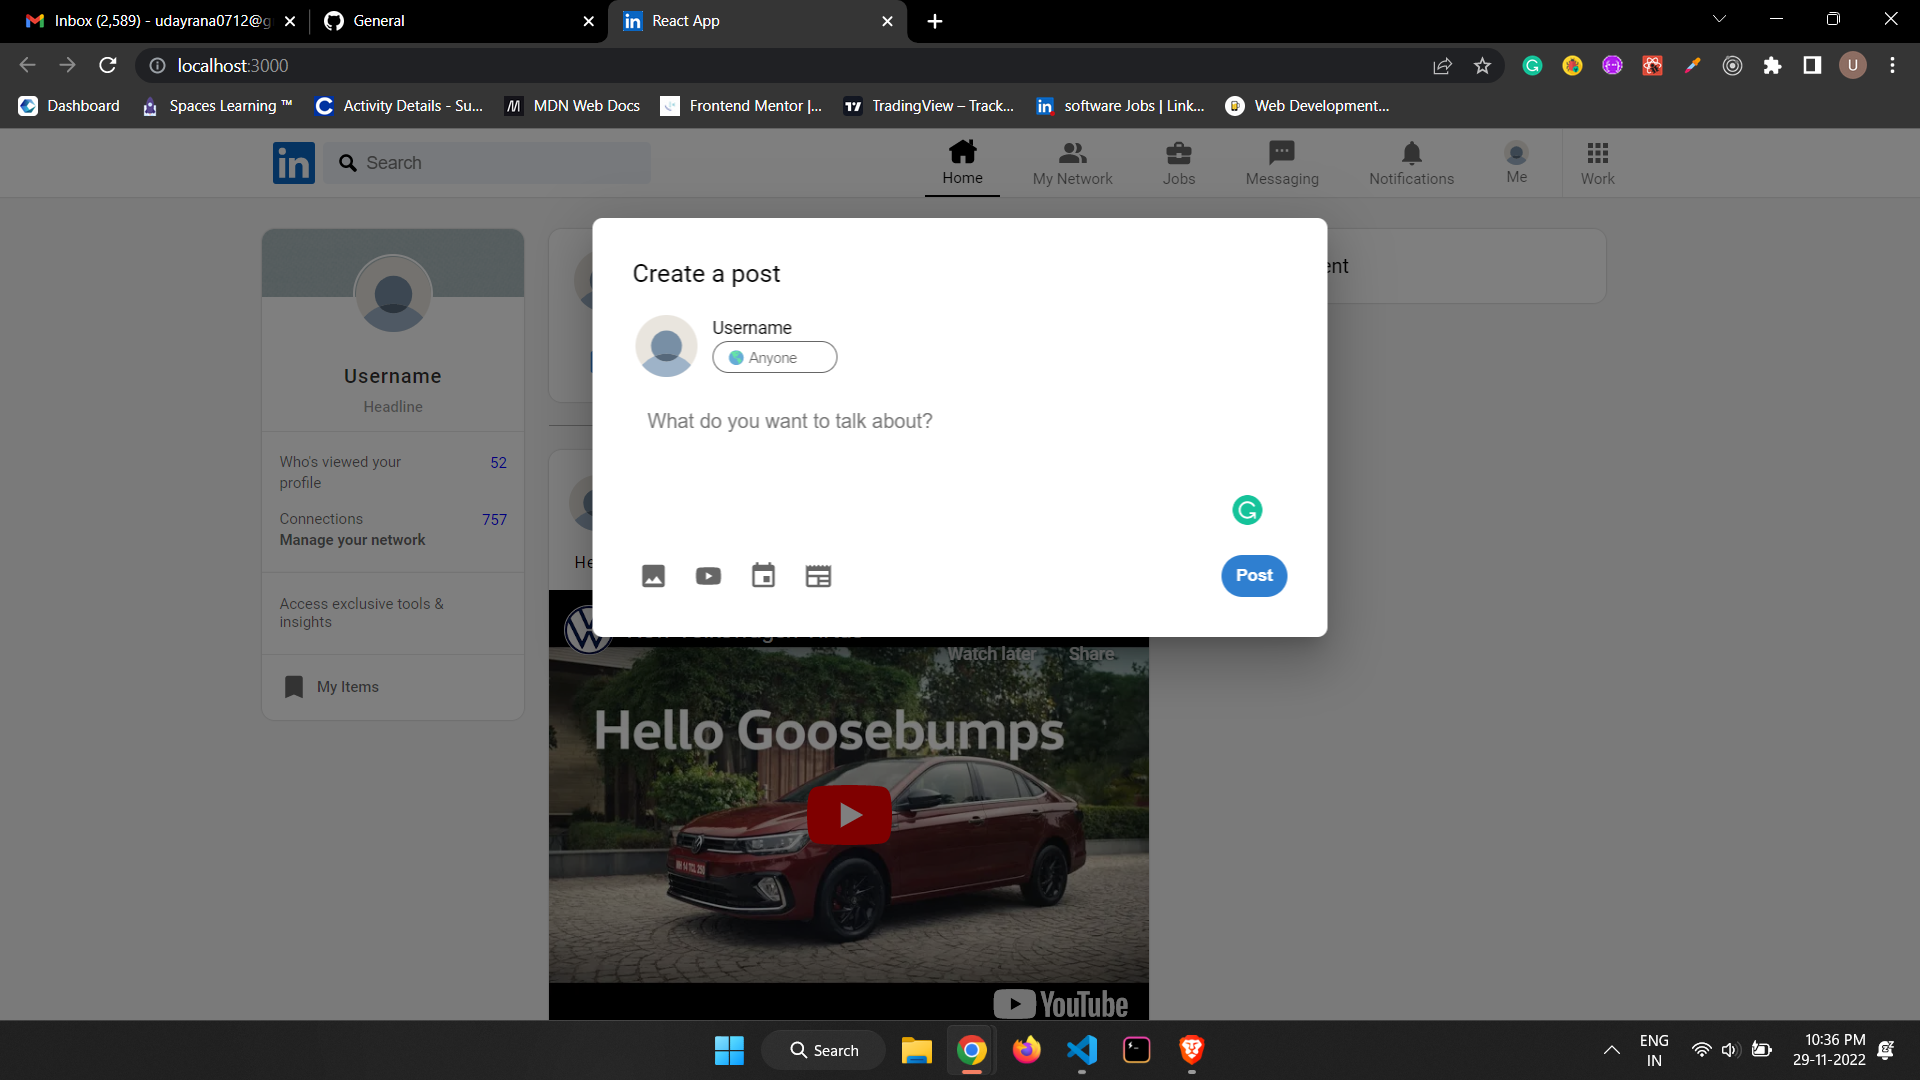 Inbox (2,589) - udayrana0712@g
General
React App
localhost:3000
U
Dashboard
Spaces Learning ™
Activity Details - Su...
MDN Web Docs
Frontend Mentor |...
TradingView – Track...
software Jobs | Link...
Web Development...
in
Search
Home
My Network
Jobs
Messaging
Notifications
Me
Work
Create a post
Username
Anyone
What do you want to talk about?
Post
ent
Username
Headline
Who's viewed your
profile
52
Connections
757
Manage your network
Access exclusive tools &
insights
My Items
He
Watch later
Share
Hello Goosebumps
YouTube
Search
ENG
IN
10:36 PM
29-11-2022